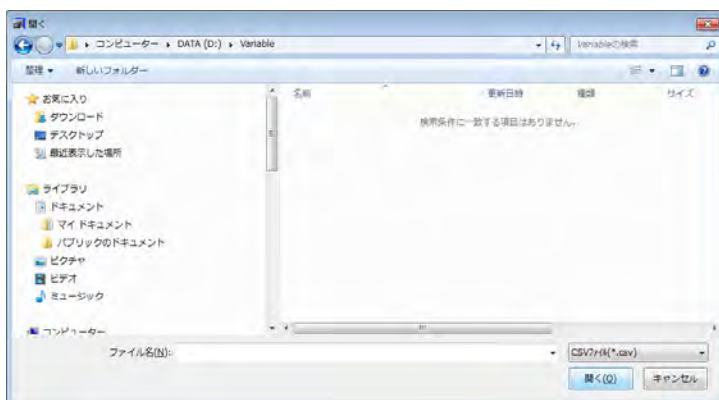 開く
コンピューター ▸ DATA (D:) ▸ Variable
Variableの検索
整理 新しいフォルダー
名前 更新日時 種類 サイズ
検索条件に一致する項目はありません。
お気に入り
ダウンロード
デスクトップ
最近表示した場所
ライブラリ
ドキュメント
マイ ドキュメント
パブリックのドキュメント
ピクチャ
ビデオ
ミュージック
コンピューター
ファイル名(N):
CSVファイル(*.csv)
開く(O) キャンセル